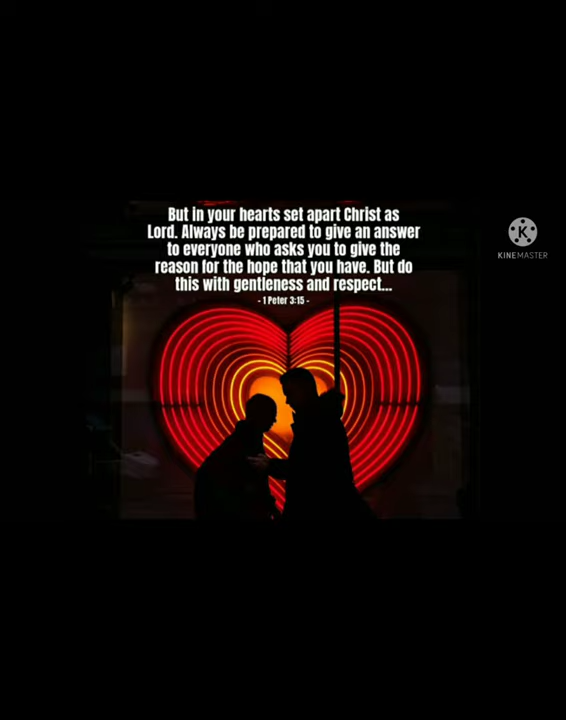 But in your hearts set apart Christ as
Lord. Always be prepared to give an answer
to everyone who asks you to give the
reason for the hope that you have. But do
this with gentleness and respect...
- 1 Peter 3:15 -
K
KINEMASTER